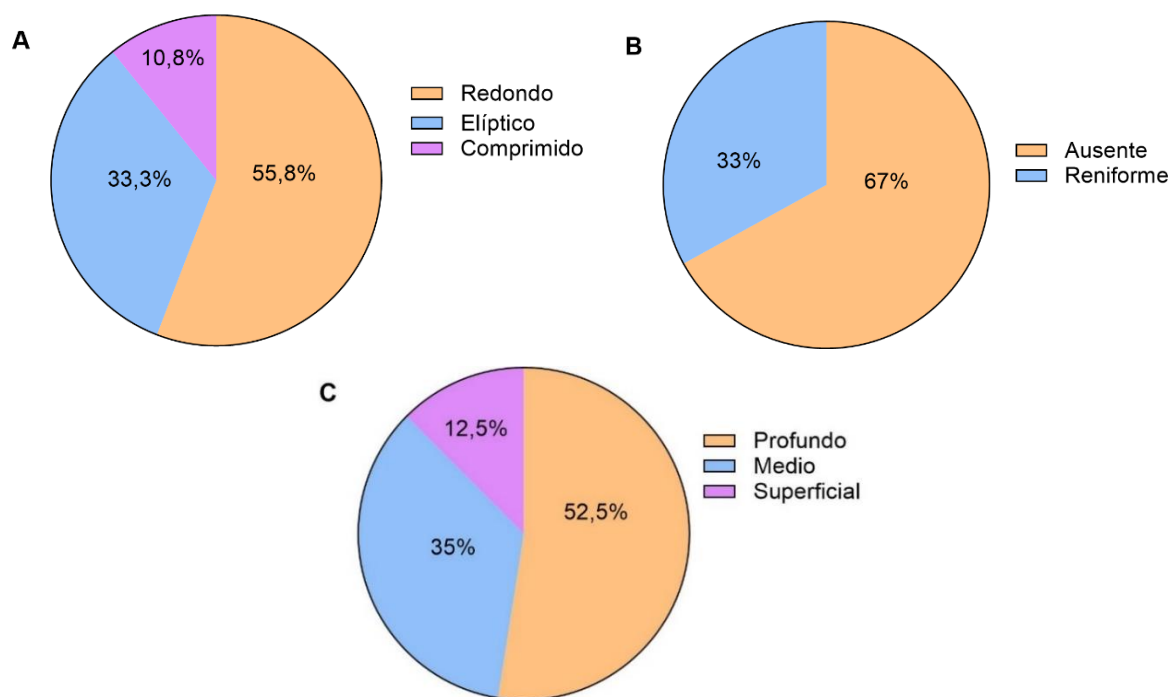 A
10,8%
33,3%
55,8%
Redondo
Elíptico
Comprimido
B
33%
67%
Ausente
Reniforme
C
12,5%
35%
52,5%
Profundo
Medio
Superficial